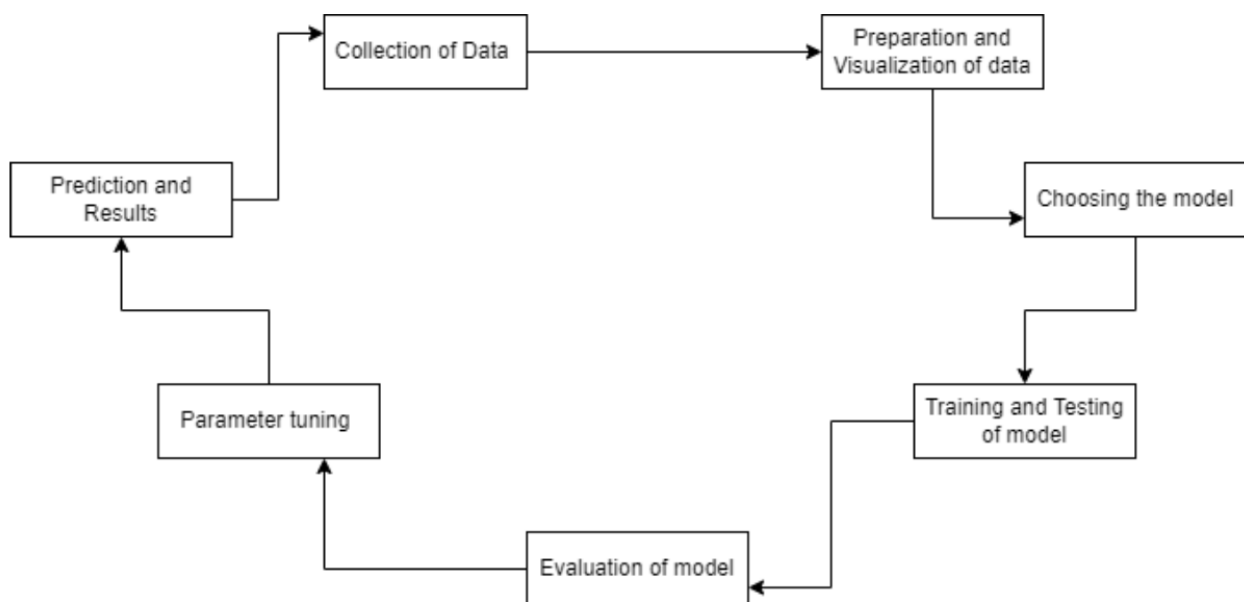 Collection of Data
Preparation and
Visualization of data
Choosing the model
Training and Testing
of model
Evaluation of model
Parameter tuning
Prediction and
Results